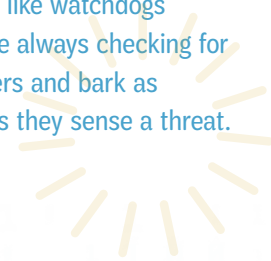 like watchdogs
e always checking for
ers and bark as
s they sense a threat.